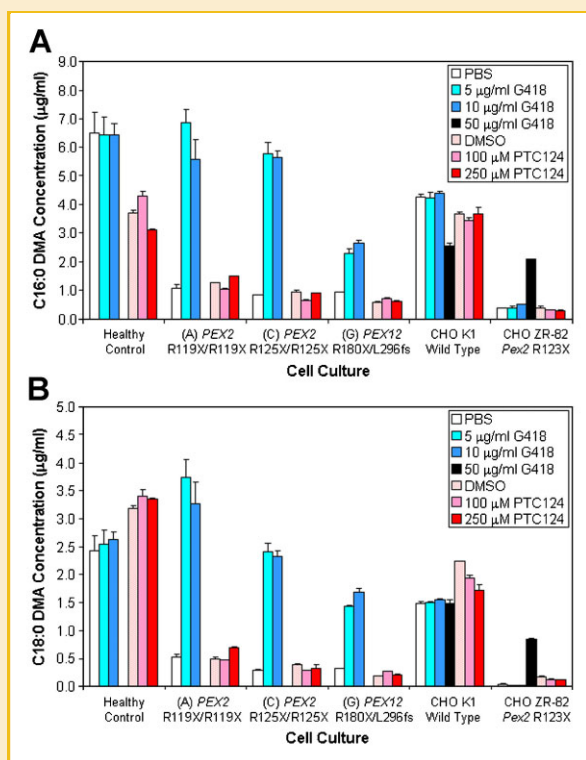 A
C16:0 DMA Concentration (µg/ml)
9.0
8.0
7.0
6.0
5.0
4.0
3.0
2.0
1.0
0.0
PBS
5 µg/ml G418
10 µg/ml G418
50 µg/ml G418
DMSO
100 µM PTC124
250 µM PTC124
Healthy
Control
(A) PEX2
R119X/R119X
(C) PEX2
R125X/R125X
(G) PEX12
R180X/L296fs
CHO K1
Wild Type
CHO ZR-82
Pex2 R123X
Cell Culture
B
C18:0 DMA Concentration (µg/ml)
5.0
4.5
4.0
3.5
3.0
2.5
2.0
1.5
1.0
0.5
0.0
PBS
5 µg/ml G418
10 µg/ml G418
50 µg/ml G418
DMSO
100 µM PTC124
250 µM PTC124
Healthy
Control
(A) PEX2
R119X/R119X
(C) PEX2
R125X/R125X
(G) PEX12
R180X/L296fs
CHO K1
Wild Type
CHO ZR-82
Pex2 R123X
Cell Culture